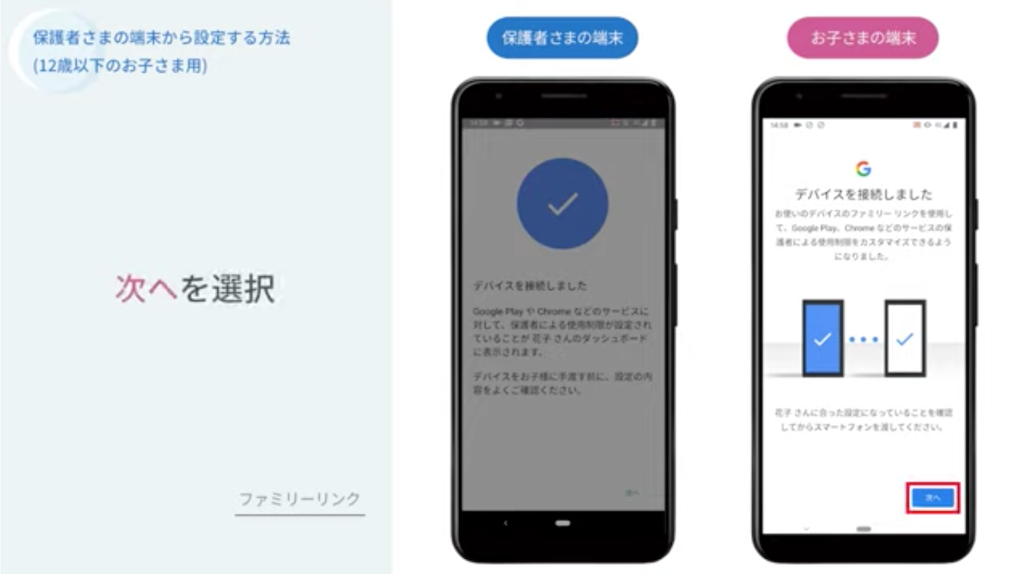 保護者さまの端末から設定する方法
(12歳以下のお子さま用)
次へを選択
ファミリーリンク
保護者さまの端末
14:58
デバイスを接続しました
Google Play や Chrome などのサービスに
対して、保護者による使用制限が設定され
ていることが 花子 さんのダッシュボード
に表示されます。
デバイスをお子様に手渡す前に、設定の内
容をよくご確認ください。
次へ
お子さまの端末
14:58
G
デバイスを接続しました
お使いのデバイスのファミリー リンクを使用し
て、Google Play、Chrome などのサービスの保
護者による使用制限をカスタマイズできるよう
になりました。
花子 さんに合った設定になっていることを確認
してからスマートフォンを渡してください。
次へ